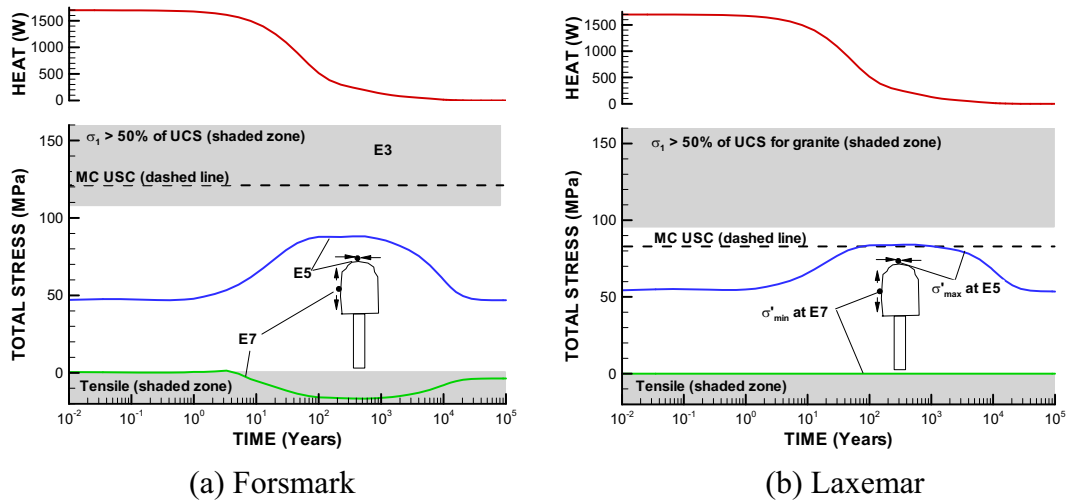 HEAT (W)
1500
1000
500
0
TOTAL STRESS (MPa)
150
100
50
0
σ1 > 50% of UCS (shaded zone)
E3
MC USC (dashed line)
E5
E7
Tensile (shaded zone)
10-2 10-1 100 101 102 103 104 105
TIME (Years)
(a) Forsmark
HEAT (W)
1500
1000
500
0
TOTAL STRESS (MPa)
150
100
50
0
σ1 > 50% of UCS for granite (shaded zone)
MC USC (dashed line)
σ'max at E5
σ'min at E7
Tensile (shaded zone)
10-2 10-1 100 101 102 103 104 105
TIME (Years)
(b) Laxemar